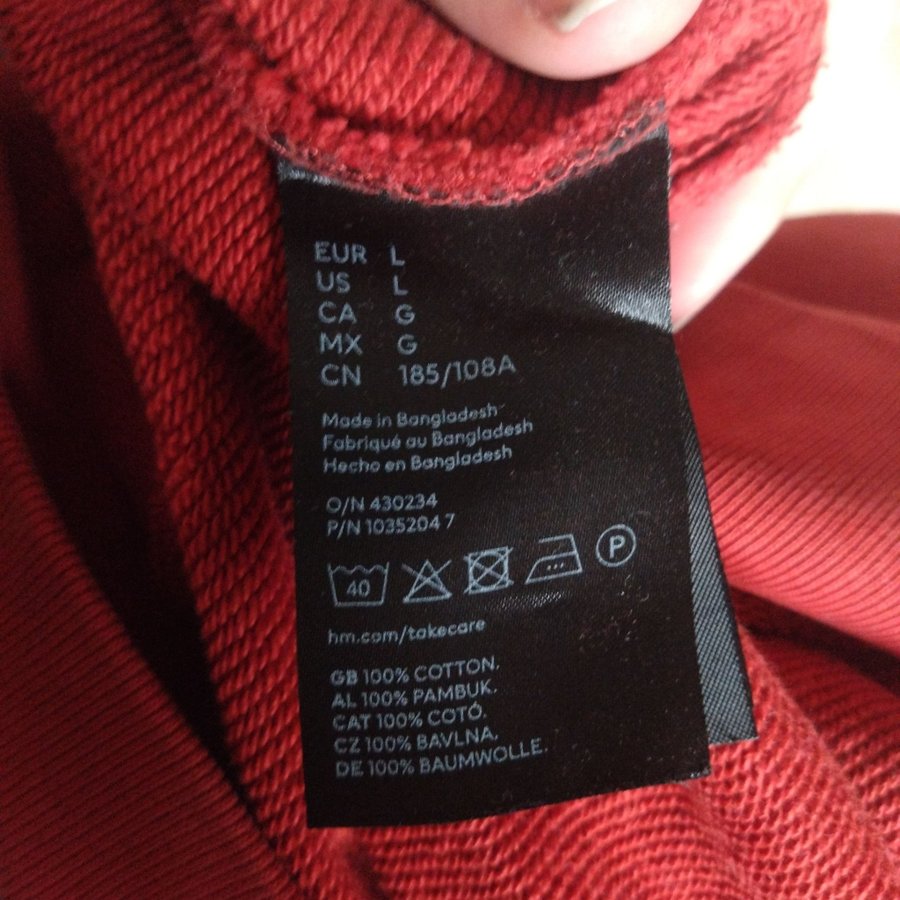 EUR L
US L
CA G
MX G
CN 185/108A
Made in Bangladesh
Fabriqué au Bangladesh
Hecho en Bangladesh
O/N 430234
P/N 1035204 7
40 P
hm.com/takecare
GB 100% COTTON.
AL 100% PAMBUK.
CAT 100% COTÓ.
CZ 100% BAVLNA.
DE 100% BAUMWOLLE.